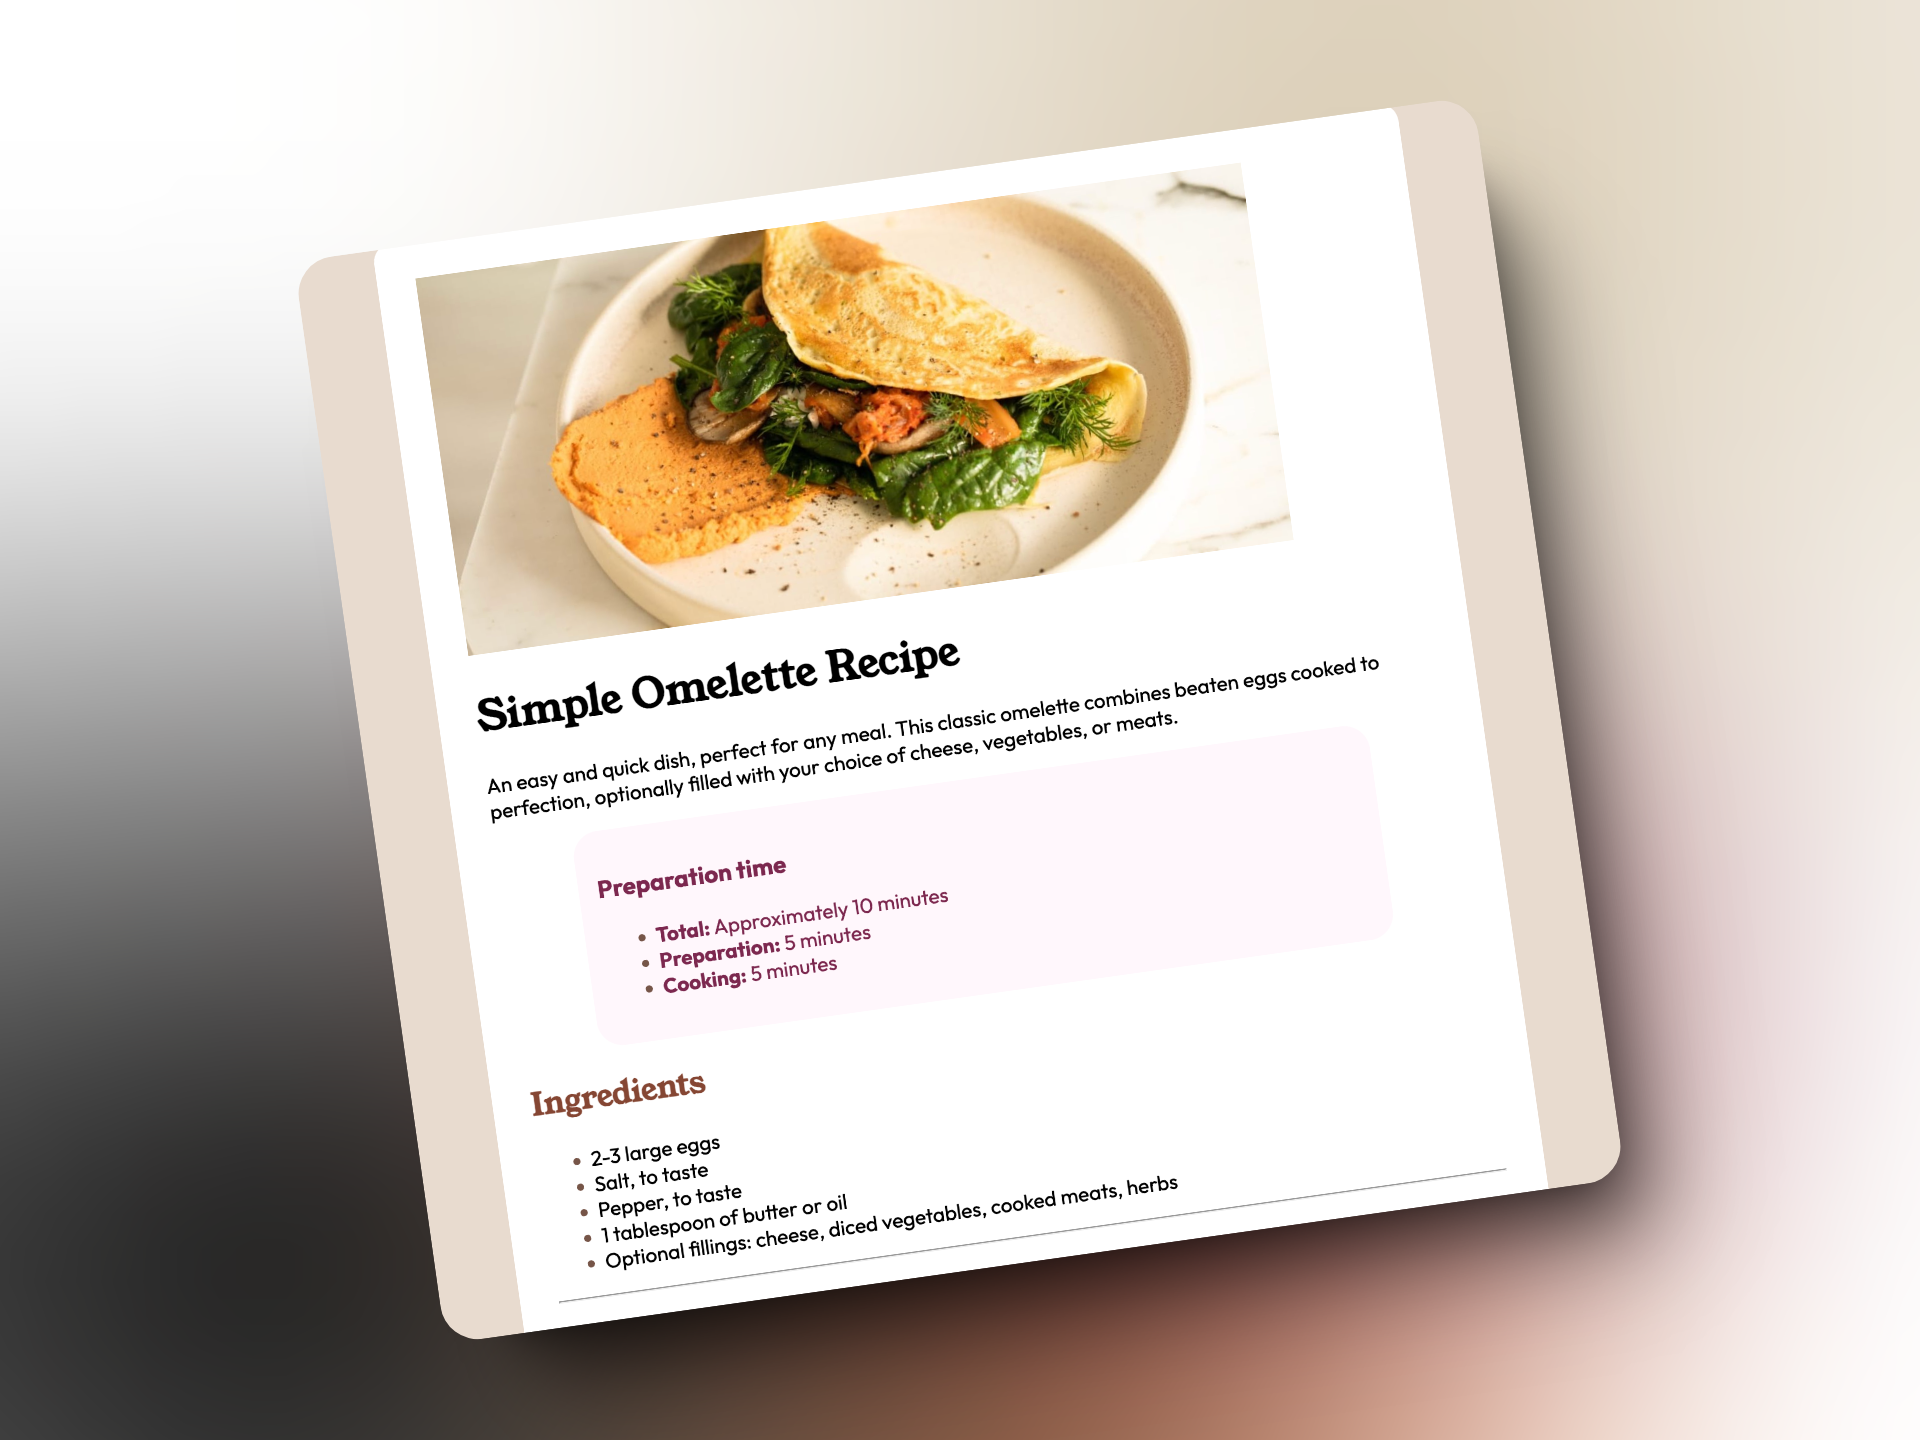 Simple Omelette Recipe
An easy and quick dish, perfect for any meal. This classic omelette combines beaten eggs cooked to
perfection, optionally filled with your choice of cheese, vegetables, or meats.
Preparation time
• Total: Approximately 10 minutes
• Preparation: 5 minutes
• Cooking: 5 minutes
Ingredients
• 2-3 large eggs
• Salt, to taste
• Pepper, to taste
• 1 tablespoon of butter or oil
• Optional fillings: cheese, diced vegetables, cooked meats, herbs